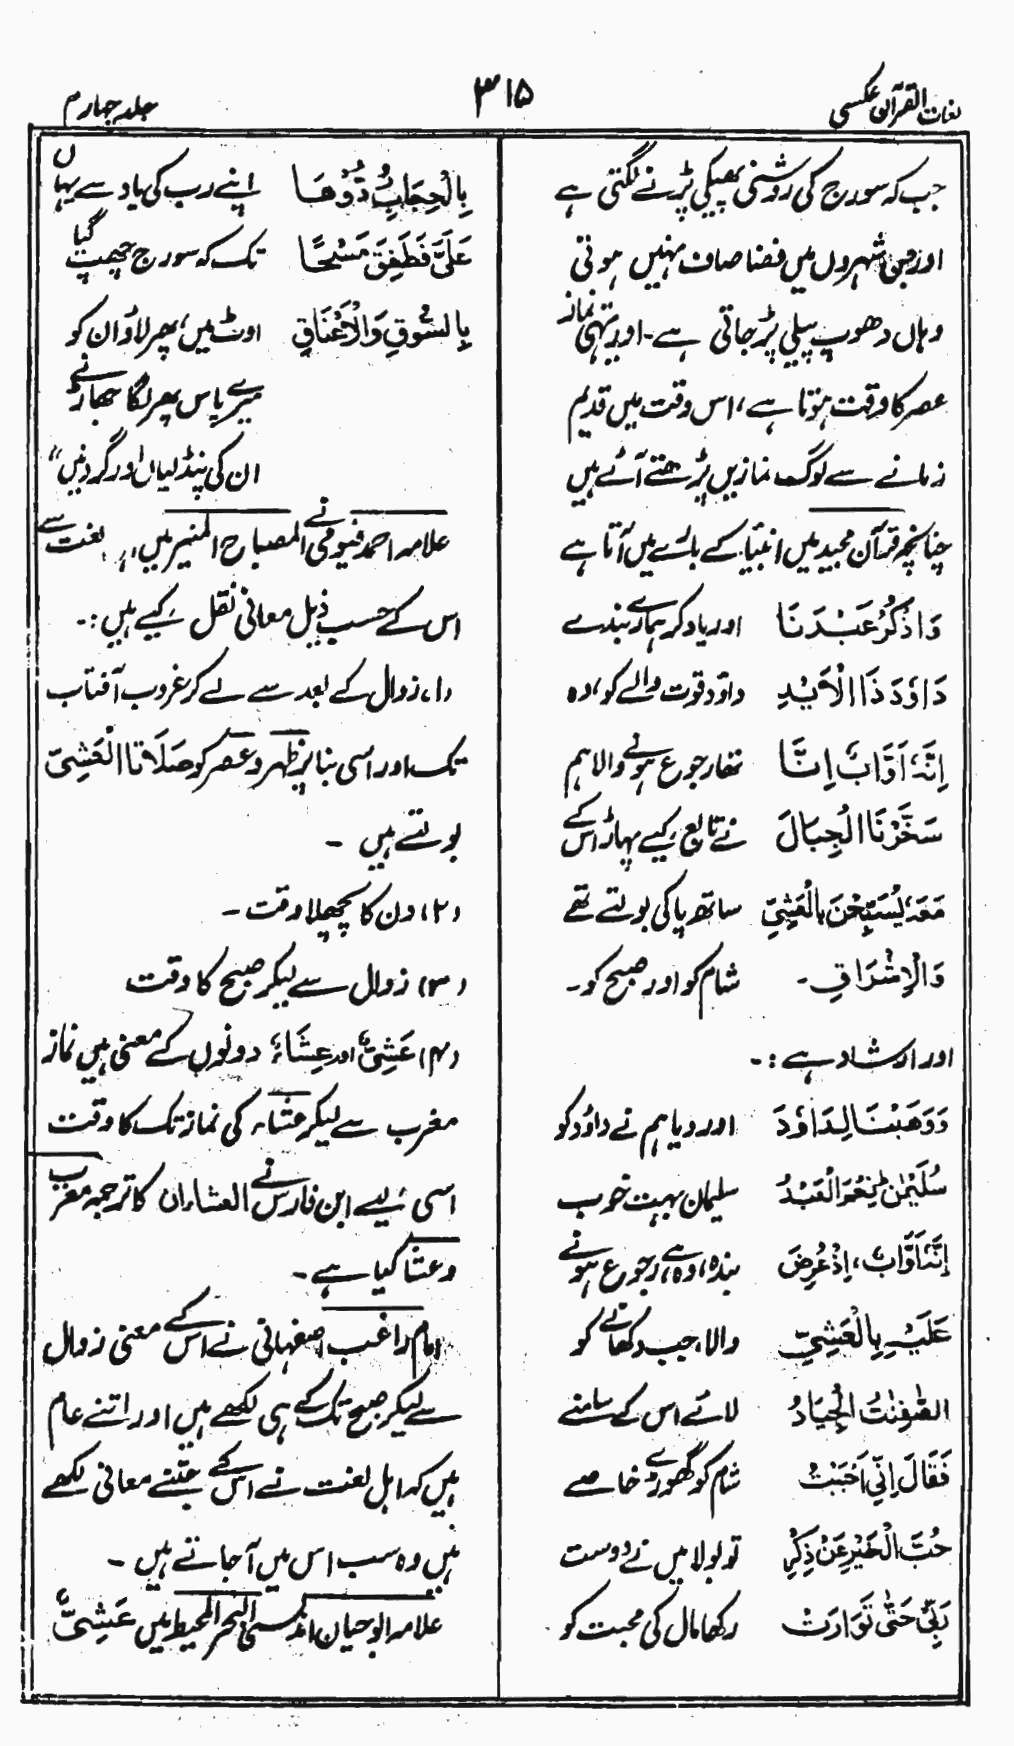 لغات القرآن عکسی
۳۱۵
جلد چہارم
جب کہ سورج کی روشنی پھیکی پڑنے لگتی ہے
اور جن شہروں میں فضا صاف نہیں ہوتی
وہاں دھوپ پیلی پڑ جاتی ہے۔ اور یہی نماز
عصر کا وقت ہوتا ہے، اس وقت میں قدیم
زمانے سے لوگ نمازیں پڑھتے آئے ہیں
چنانچہ قرآن مجید میں انبیاء کے بارے میں آتا ہے
وَاذْکُرْ عَبْدَنَا اور یاد کر ہمارے بندے
دَاوٗدَ ذَا الْاَیْدِ داؤد قوت والے کو، وہ
اِنَّہٗ اَوَّابٌ اِنَّا تھا رجوع ہونے والا ہم
سَخَّرْنَا الْجِبَالَ نے تابع کیے پہاڑ اس کے
مَعَہٗ یُسَبِّحْنَ بِالْعَشِیِّ ساتھ پاکی بولتے تھے
وَالْاِشْرَاقِ۔ شام کو اور صبح کو۔
اور ارشاد ہے:۔
وَوَهَبْنَا لِدَاوٗدَ اور دیا ہم نے داؤد کو
سُلَیْمٰنَ نِعْمَ الْعَبْدُ سلیمان بہت خوب
اِنَّہٗ اَوَّابٌ، اِذْ عُرِضَ بندہ، وہ ہے رجوع ہونے
عَلَیْہِ بِالْعَشِیِّ والا، جب دکھانے کو
الصّٰفِنٰتُ الْجِیَادُ لائے اس کے سامنے
فَقَالَ اِنِّیْ اَحْبَبْتُ شام کو گھوڑے خاصے
حُبَّ الْخَیْرِ عَنْ ذِکْرِ تو بولا میں نے دوست
رَبِّیْ حَتّٰی تَوَارَتْ رکھا مال کی محبت کو
بِالْحِجَابِ رُدُّوْهَا اپنے رب کی یاد سے یہاں
عَلَیَّ فَطَفِقَ مَسْحًا تک کہ سورج چھپ گیا
بِالسُّوْقِ وَالْاَعْنَاقِ اوٹ میں، پھر لاؤ ان کو
میرے پاس پھر لگا جھاڑنے
ان کی پنڈلیاں اور گردنیں"
علامہ احمد فیومی نے المصباح المنیر میں، لغت سے
اس کے حسب ذیل معانی نقل کیے ہیں:۔
(۱) زوال کے بعد سے لے کر غروب آفتاب
تک اور اسی بنا پر ظہر و عصر کو صَلَاتَا الْعَشِیِّ
بولتے ہیں ۔
(۲) دن کا پچھلا وقت ۔
(۳) زوال سے لیکر صبح کا وقت
(۴) عَشِیٌّ اور عِشَاءٌ دونوں کے معنی ہیں نماز
مغرب سے لیکر عشاء کی نماز تک کا وقت
اسی لیے ابن فارس نے العشاءان کا ترجمہ مغرب
و عشا کیا ہے۔
امام راغب اصفہانی نے اس کے معنی زوال
سے لیکر صبح تک کے ہی لکھے ہیں اور اتنے عام
ہیں کہ اہل لغت نے اس کے جتنے معانی لکھے
ہیں وہ سب اس میں آجاتے ہیں ۔
علامہ ابوحیان اندلسی البحر المحیط میں عَشِیٌّ